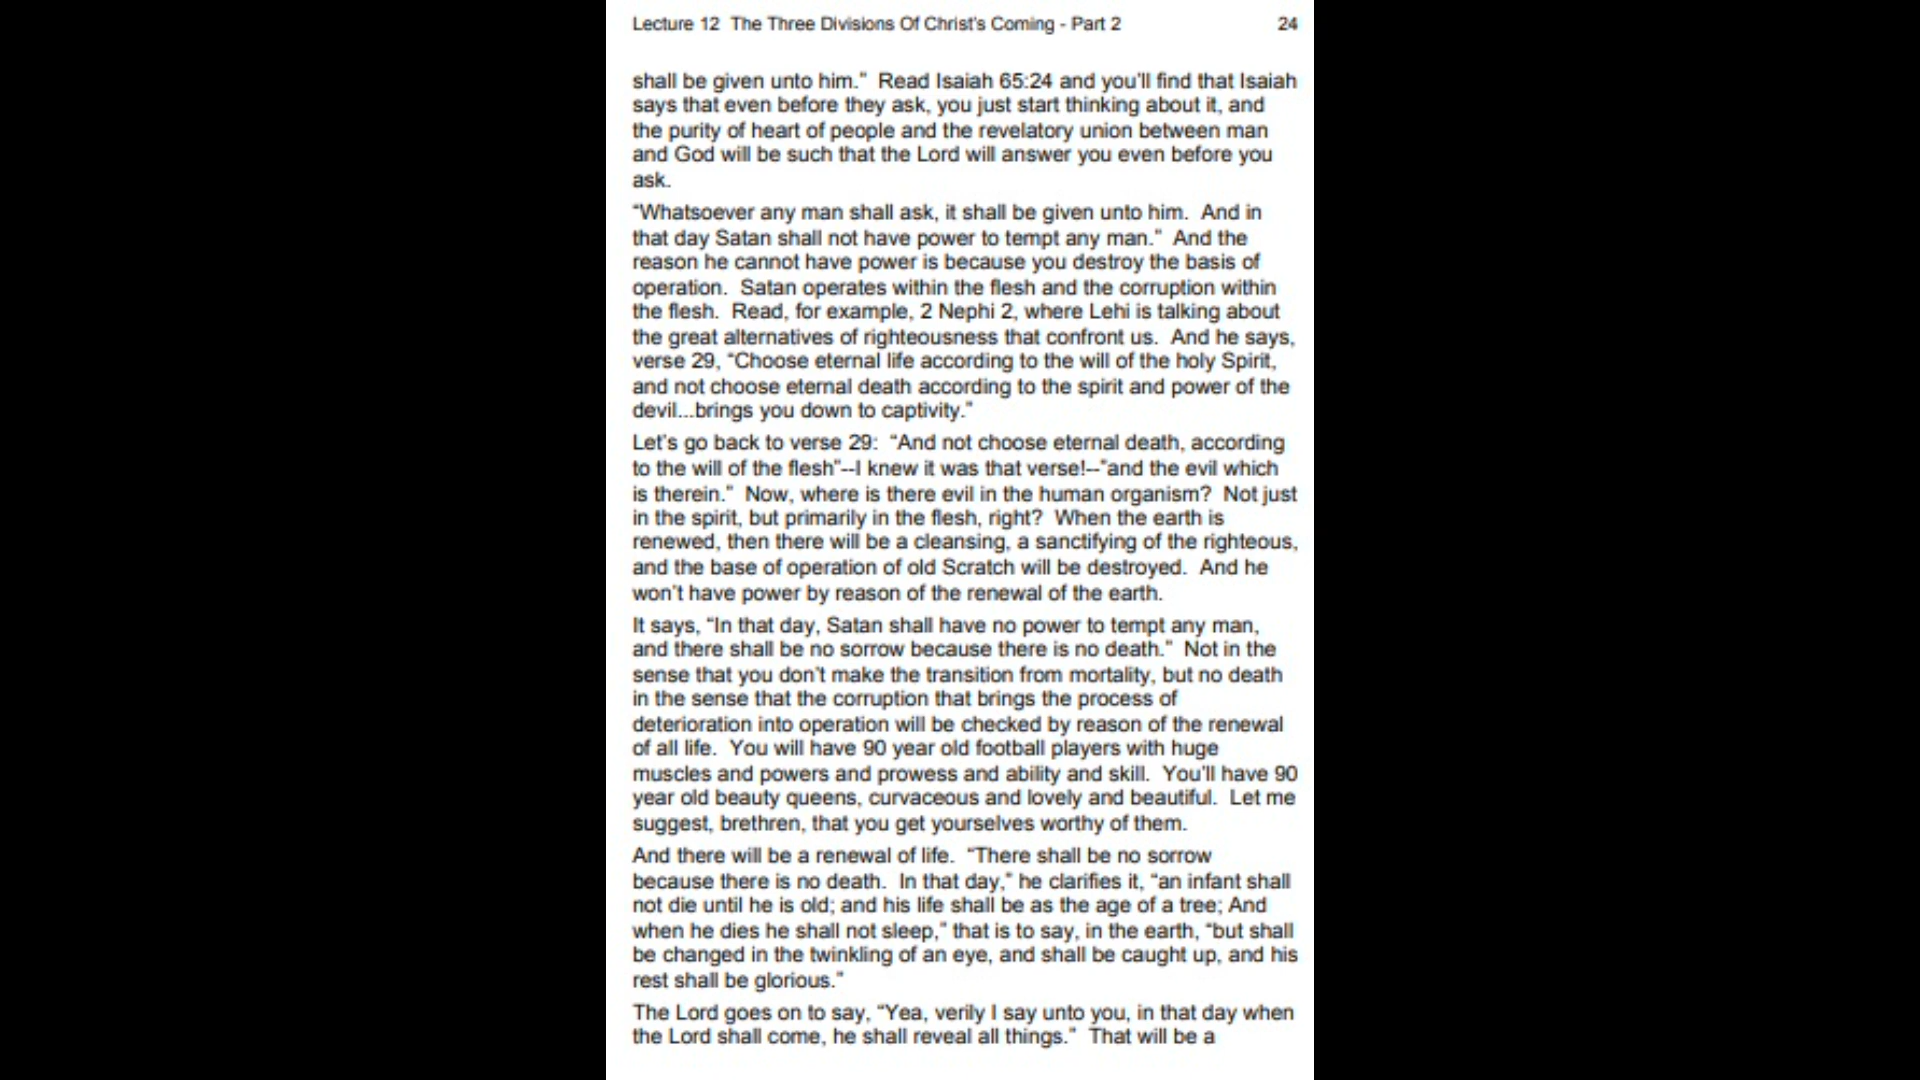 Lecture 12 The Three Divisions Of Christ's Coming - Part 2 24
shall be given unto him." Read Isaiah 65:24 and you'll find that Isaiah
says that even before they ask, you just start thinking about it, and
the purity of heart of people and the revelatory union between man
and God will be such that the Lord will answer you even before you
ask.
"Whatsoever any man shall ask, it shall be given unto him. And in
that day Satan shall not have power to tempt any man." And the
reason he cannot have power is because you destroy the basis of
operation. Satan operates within the flesh and the corruption within
the flesh. Read, for example, 2 Nephi 2, where Lehi is talking about
the great alternatives of righteousness that confront us. And he says,
verse 29, "Choose eternal life according to the will of the holy Spirit,
and not choose eternal death according to the spirit and power of the
devil...brings you down to captivity."
Let's go back to verse 29: "And not choose eternal death, according
to the will of the flesh"--I knew it was that verse!--"and the evil which
is therein." Now, where is there evil in the human organism? Not just
in the spirit, but primarily in the flesh, right? When the earth is
renewed, then there will be a cleansing, a sanctifying of the righteous,
and the base of operation of old Scratch will be destroyed. And he
won't have power by reason of the renewal of the earth.
It says, "In that day, Satan shall have no power to tempt any man,
and there shall be no sorrow because there is no death." Not in the
sense that you don't make the transition from mortality, but no death
in the sense that the corruption that brings the process of
deterioration into operation will be checked by reason of the renewal
of all life. You will have 90 year old football players with huge
muscles and powers and prowess and ability and skill. You'll have 90
year old beauty queens, curvaceous and lovely and beautiful. Let me
suggest, brethren, that you get yourselves worthy of them.
And there will be a renewal of life. "There shall be no sorrow
because there is no death. In that day," he clarifies it, "an infant shall
not die until he is old; and his life shall be as the age of a tree; And
when he dies he shall not sleep," that is to say, in the earth, "but shall
be changed in the twinkling of an eye, and shall be caught up, and his
rest shall be glorious."
The Lord goes on to say, "Yea, verily I say unto you, in that day when
the Lord shall come, he shall reveal all things." That will be a